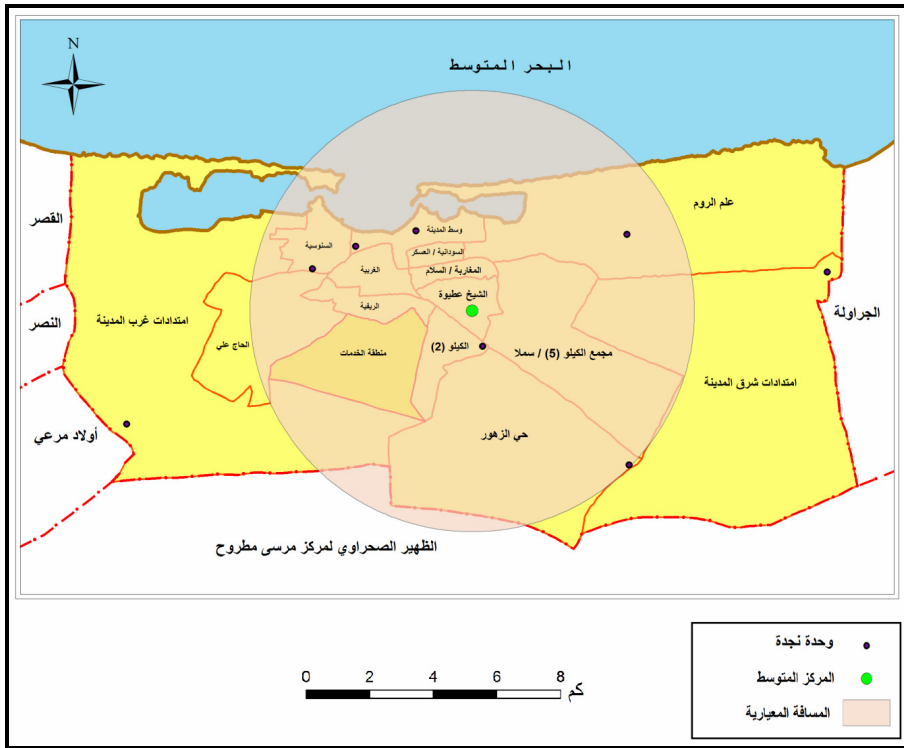 N
البحر المتوسط
علم الروم
القصر
وسط المدينة
السنوسية
السودانية / العسكر
الغربية
المغاربة / السلام
الشيخ عطيوة
الريفية
الجراولة
النصر
امتدادات غرب المدينة
الحاج علي
منطقة الخدمات
الكيلو (2)
مجمع الكيلو (5) / سملا
امتدادات شرق المدينة
أولاد مرعي
حي الزهور
الظهير الصحراوي لمركز مرسى مطروح
وحدة نجدة
المركز المتوسط
المسافة المعيارية
0 2 4 6 8
كم